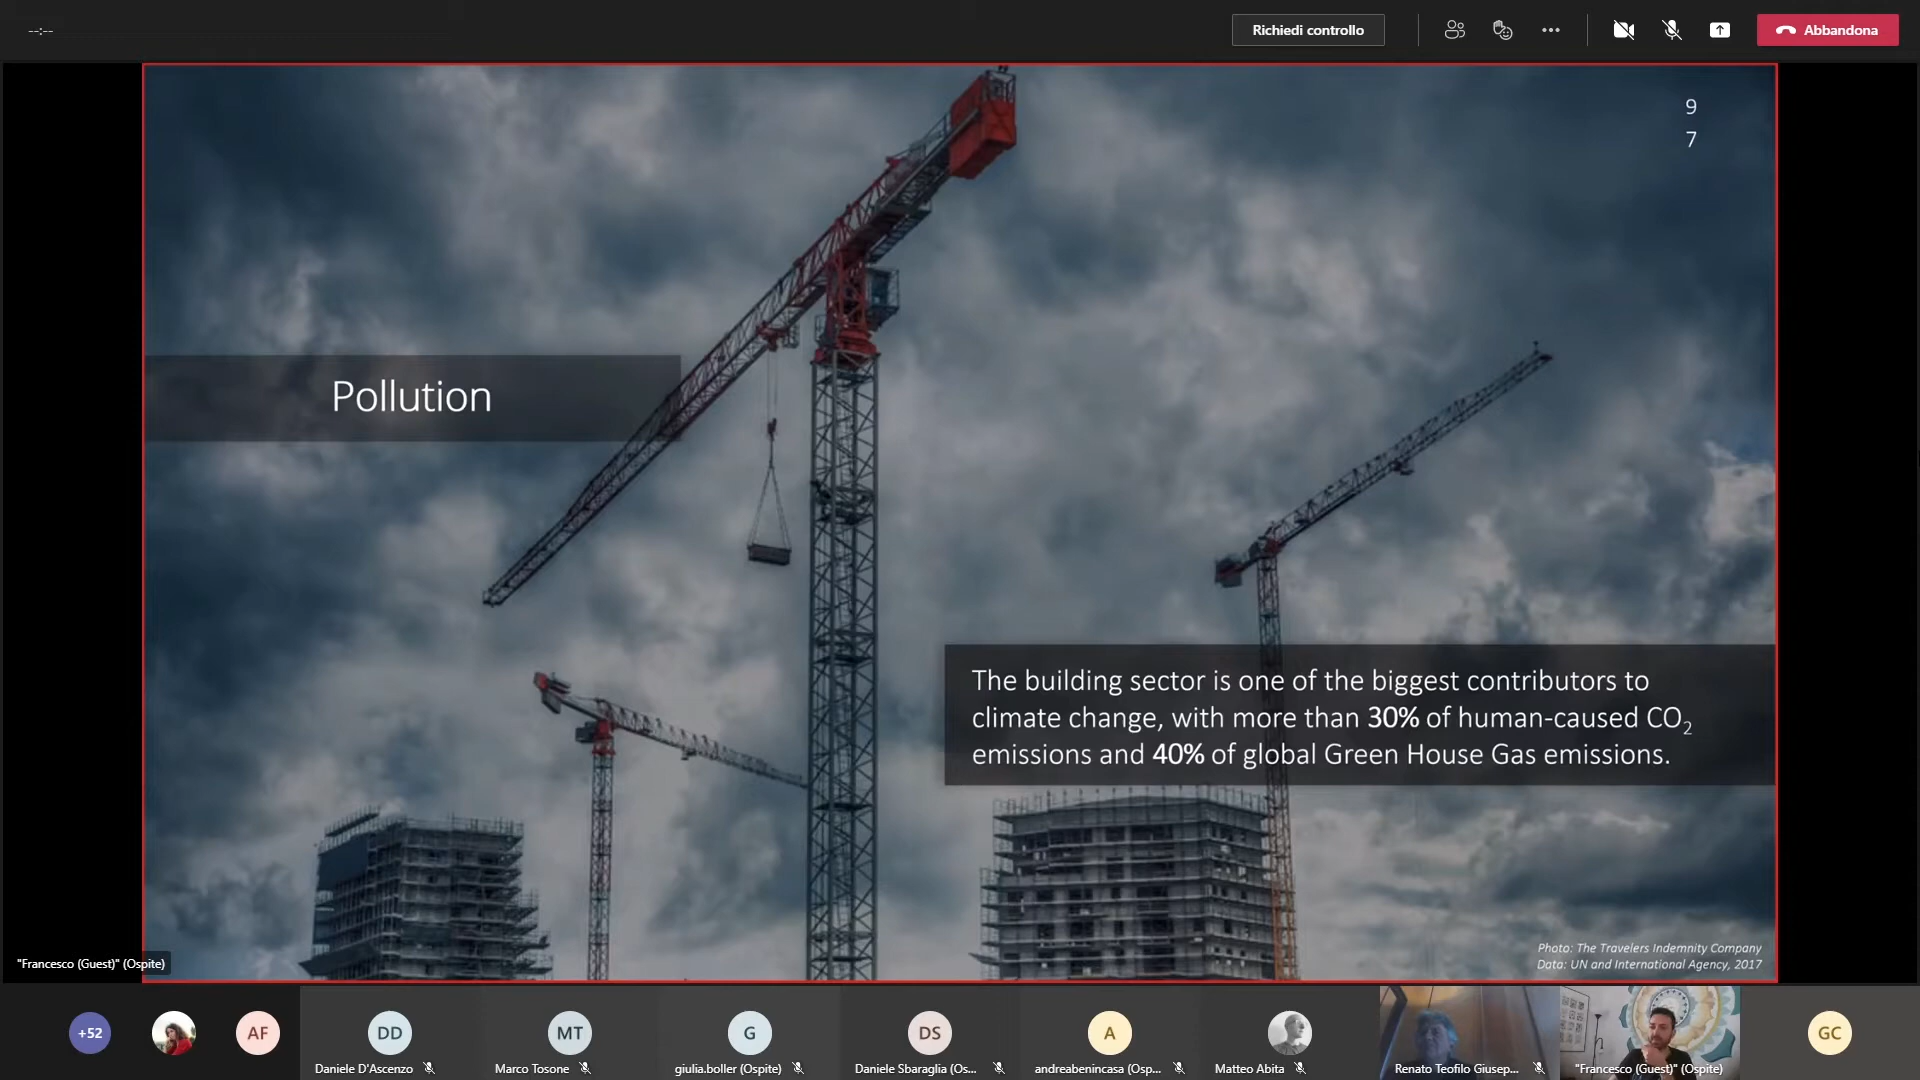 --:--
Richiedi controllo
Abbandona
9
7
Pollution
The building sector is one of the biggest contributors to
climate change, with more than 30% of human-caused CO₂
emissions and 40% of global Green House Gas emissions.
Photo: The Travelers Indemnity Company
Data: UN and International Agency, 2017
"Francesco (Guest)" (Ospite)
+52
AF
DD
MT
G
DS
A
GC
Daniele D'Ascenzo
Marco Tosone
giulia.boller (Ospite)
Daniele Sbaraglia (Os...
andreabenincasa (Osp...
Matteo Abita
Renato Teofilo Giusep...
"Francesco (Guest)" (Ospite)